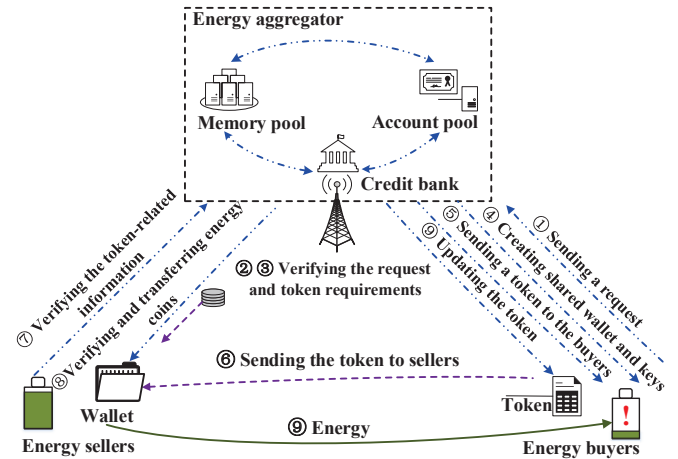 Energy aggregator
Memory pool
Account pool
Credit bank
⑦ Verifying the token-related
information
⑧ Verifying and transferring energy
coins
② ③ Verifying the request
and token requirements
⑨ Updating
the token
⑤ Sending a token to the
buyers
④ Creating shared wallet and keys
① Sending a request
⑥ Sending the token to sellers
Wallet
Token
Energy sellers
⑨ Energy
Energy buyers
!